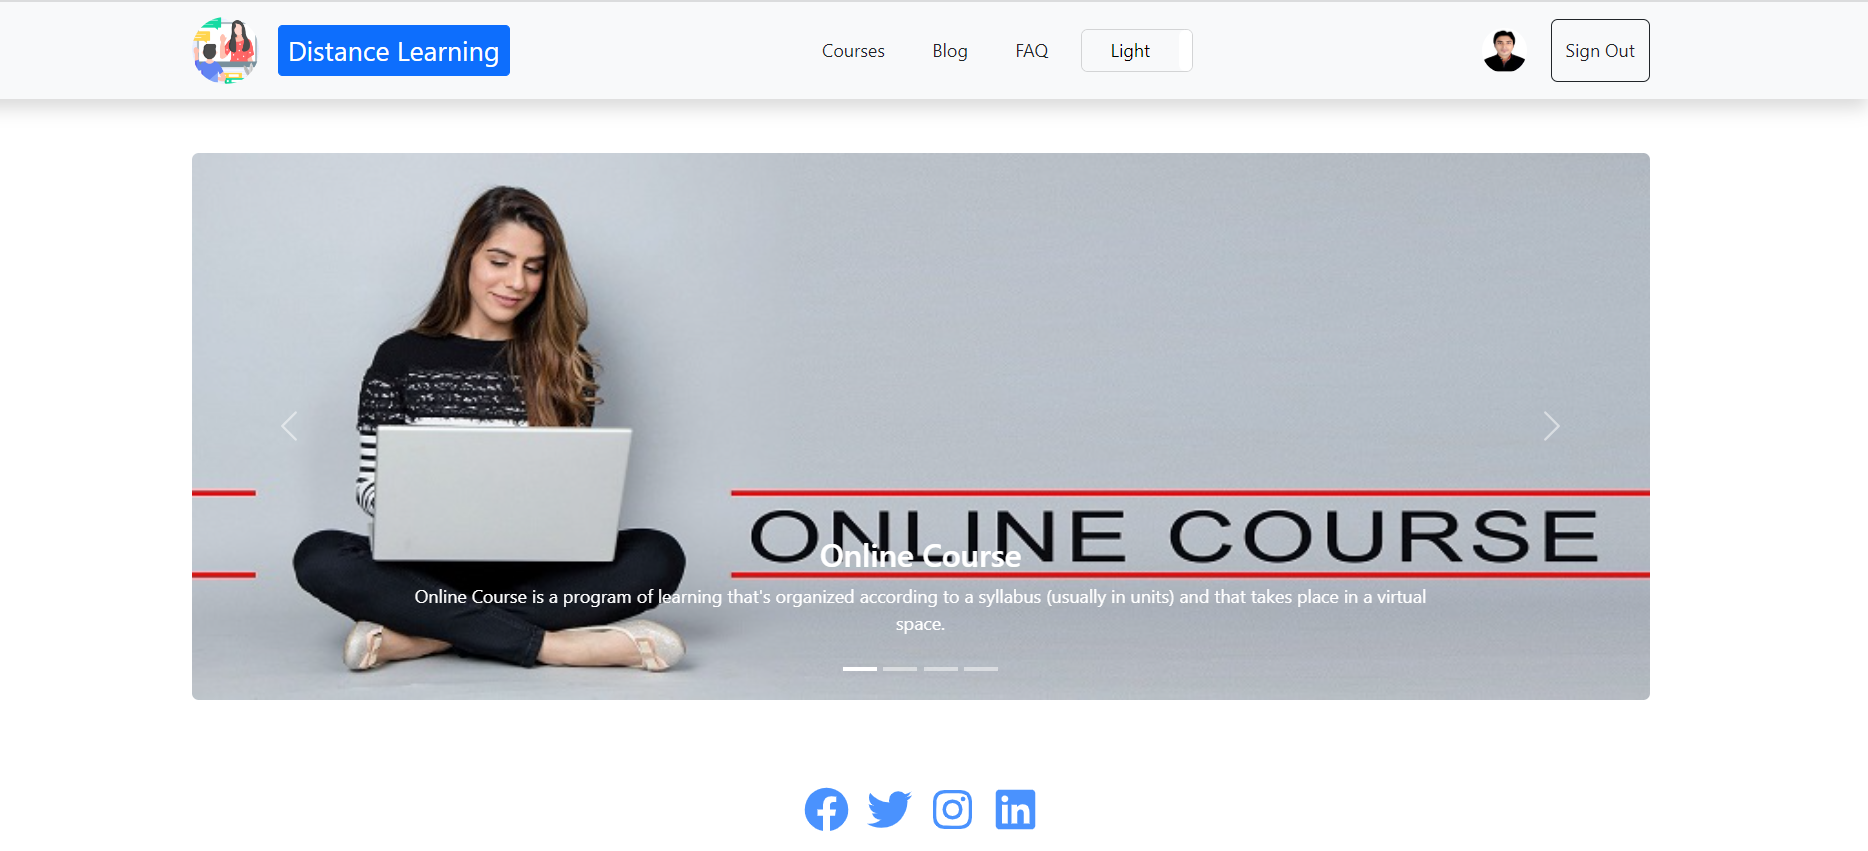 Distance Learning
Courses
Blog
FAQ
Light
Sign Out
ONLINE COURSE
Online Course
Online Course is a program of learning that's organized according to a syllabus (usually in units) and that takes place in a virtual
space.